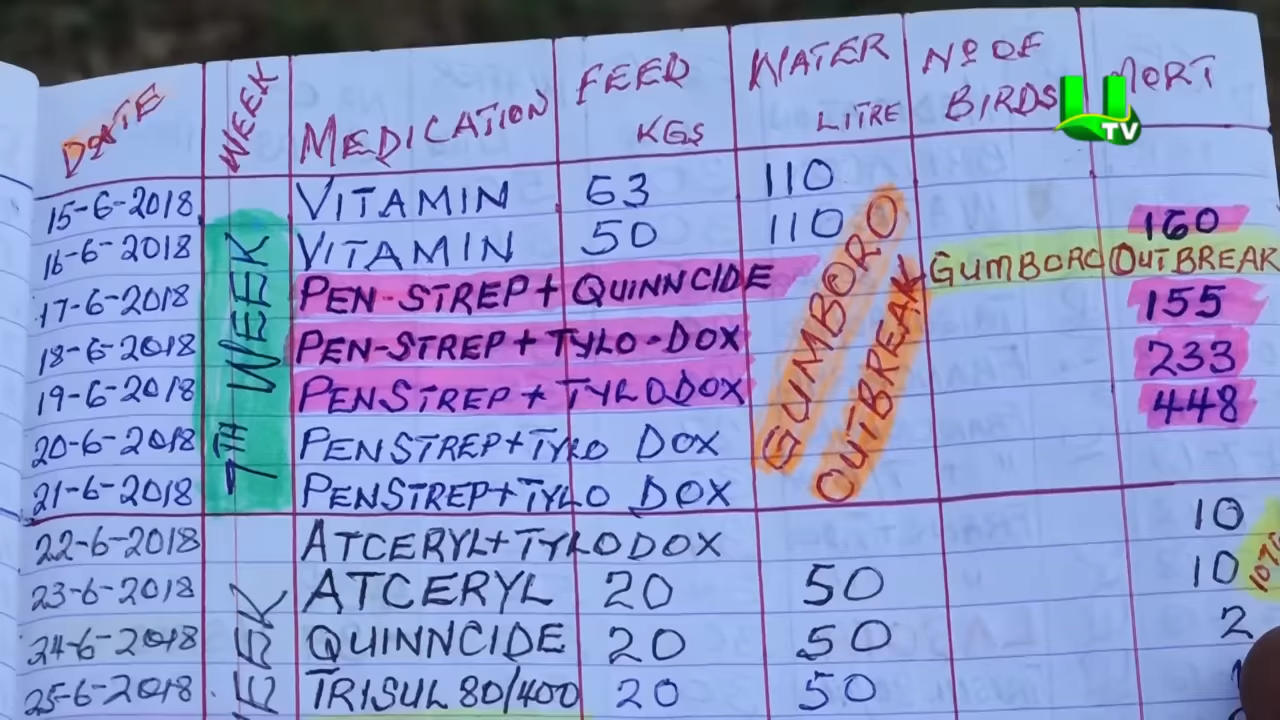 DATE WEEK MEDICATION FEED KGS WATER LITRE Nº OF BIRDS MORT
U TV
15-6-2018 VITAMIN 63 110
16-6-2018 VITAMIN 50 110 160
GUMBORO OUTBREAK
17-6-2018 PEN-STREP + QUINNCIDE 155
18-6-2018 PEN-STREP + TYLO-DOX 233
19-6-2018 PENSTREP + TYLODOX 448
20-6-2018 PENSTREP+TYLO DOX
21-6-2018 PENSTREP+TYLO DOX
7TH WEEK
GUMBORO
OUTBREAK
22-6-2018 ATCERYL+TYLODOX 10
23-6-2018 ATCERYL 20 50 10
24-6-2018 QUINNCIDE 20 50 2
25-6-2018 TRISUL 80/400 20 50